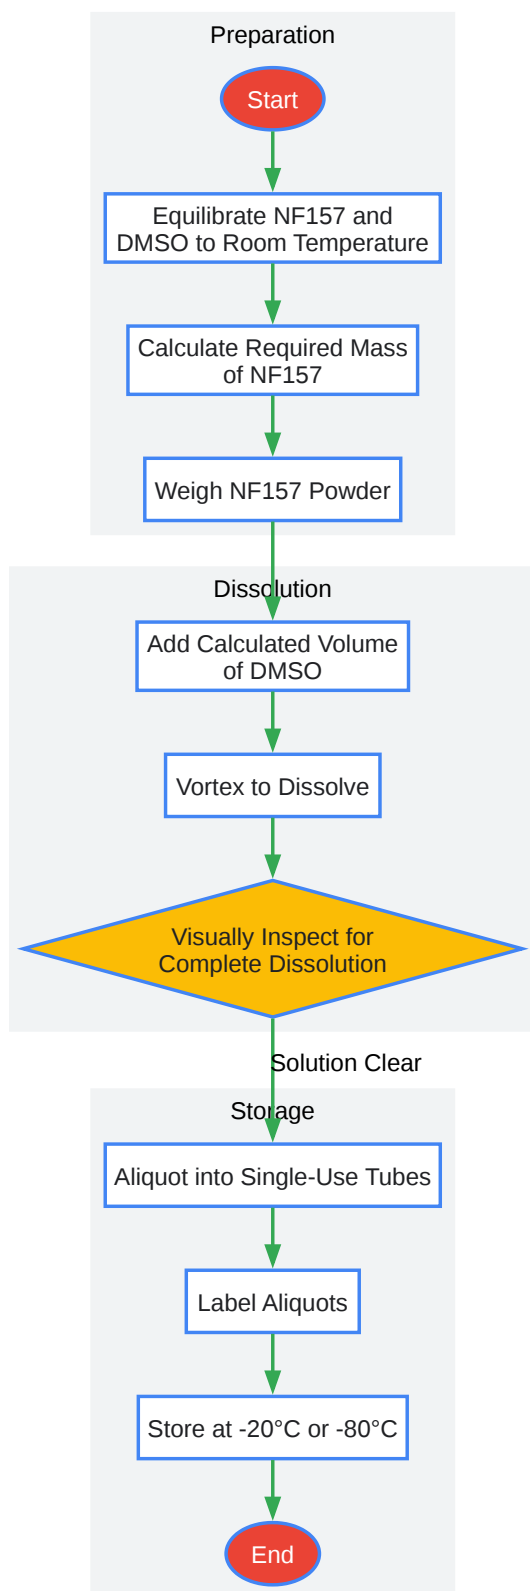 Preparation
Start
Equilibrate NF157 and
DMSO to Room Temperature
Calculate Required Mass
of NF157
Weigh NF157 Powder
Dissolution
Add Calculated Volume
of DMSO
Vortex to Dissolve
Visually Inspect for
Complete Dissolution
Solution Clear
Storage
Aliquot into Single-Use Tubes
Label Aliquots
Store at -20°C or -80°C
End